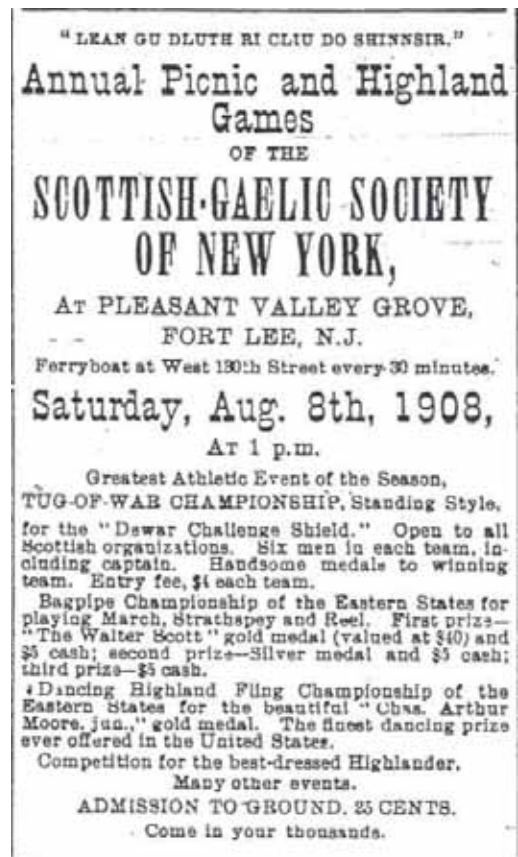 "LEAN GU DLUTH RI CLIU DO SHINNSIR."
Annual Picnic and Highland
Games
OF THE
SCOTTISH-GAELIC SOCIETY
OF NEW YORK,
AT PLEASANT VALLEY GROVE,
FORT LEE, N.J.
Ferryboat at West 130th Street every 30 minutes.
Saturday, Aug. 8th, 1908,
AT 1 p.m.
Greatest Athletic Event of the Season,
TUG-OF-WAR CHAMPIONSHIP, Standing Style,
for the "Dewar Challenge Shield." Open to all
Scottish organizations. Six men in each team, in-
cluding captain. Handsome medals to winning
team. Entry fee, $4 each team.
Bagpipe Championship of the Eastern States for
playing March, Strathspey and Reel. First prize—
"The Walter Scott" gold medal (valued at $40) and
$5 cash; second prize—Silver medal and $5 cash;
third prize—$5 cash.
Dancing Highland Fling Championship of the
Eastern States for the beautiful "Chas. Arthur
Moore, jun.," gold medal. The finest dancing prize
ever offered in the United States.
Competition for the best-dressed Highlander.
Many other events.
ADMISSION TO GROUND, 25 CENTS.
Come in your thousands.